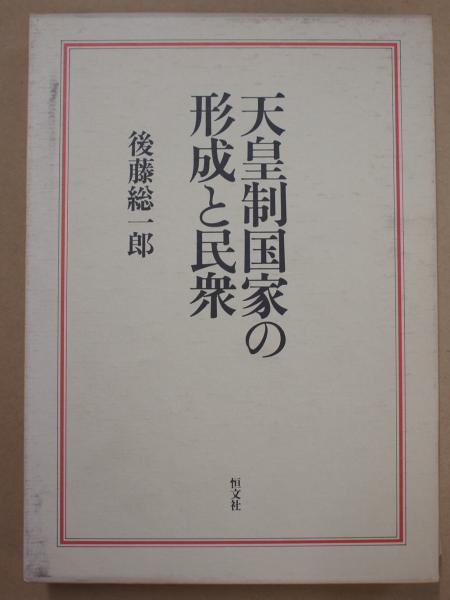 天皇制国家の
形成と民衆
後藤総一郎
恒文社